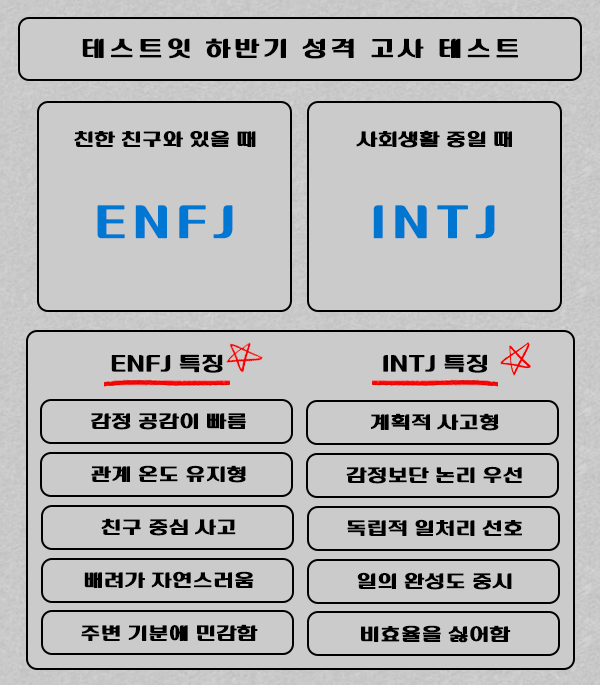 테스트잇 하반기 성격 고사 테스트
친한 친구와 있을 때
사회생활 중일 때
ENFJ
INTJ
ENFJ 특징
INTJ 특징
감정 공감이 빠름
계획적 사고형
관계 온도 유지형
감정보단 논리 우선
친구 중심 사고
독립적 일처리 선호
배려가 자연스러움
일의 완성도 중시
주변 기분에 민감함
비효율을 싫어함